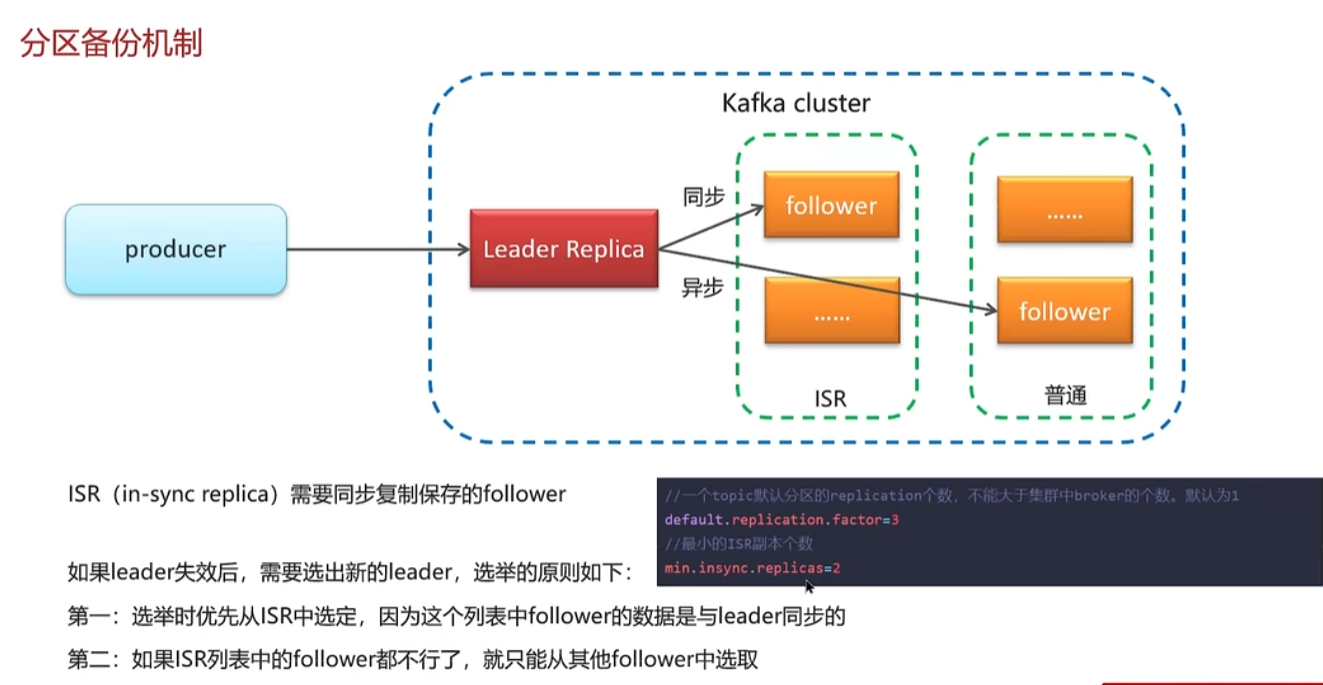 分区备份机制
Kafka cluster
producer
Leader Replica
同步
异步
follower
……
ISR
……
follower
普通
ISR（in-sync replica）需要同步复制保存的follower
//一个topic默认分区的replication个数，不能大于集群中broker的个数。默认为1
default.replication.factor=3
//最小的ISR副本个数
min.insync.replicas=2
如果leader失效后，需要选出新的leader，选举的原则如下：
第一：选举时优先从ISR中选定，因为这个列表中follower的数据是与leader同步的
第二：如果ISR列表中的follower都不行了，就只能从其他follower中选取